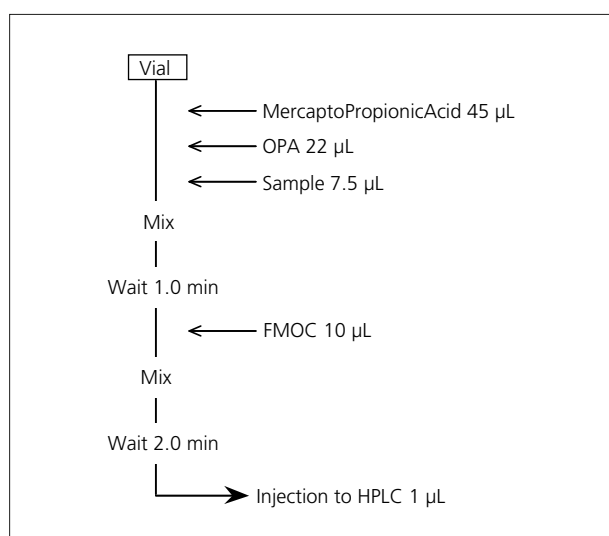 Vial
MercaptoPropionicAcid 45 µL
OPA 22 µL
Sample 7.5 µL
Mix
Wait 1.0 min
FMOC 10 µL
Mix
Wait 2.0 min
Injection to HPLC 1 µL